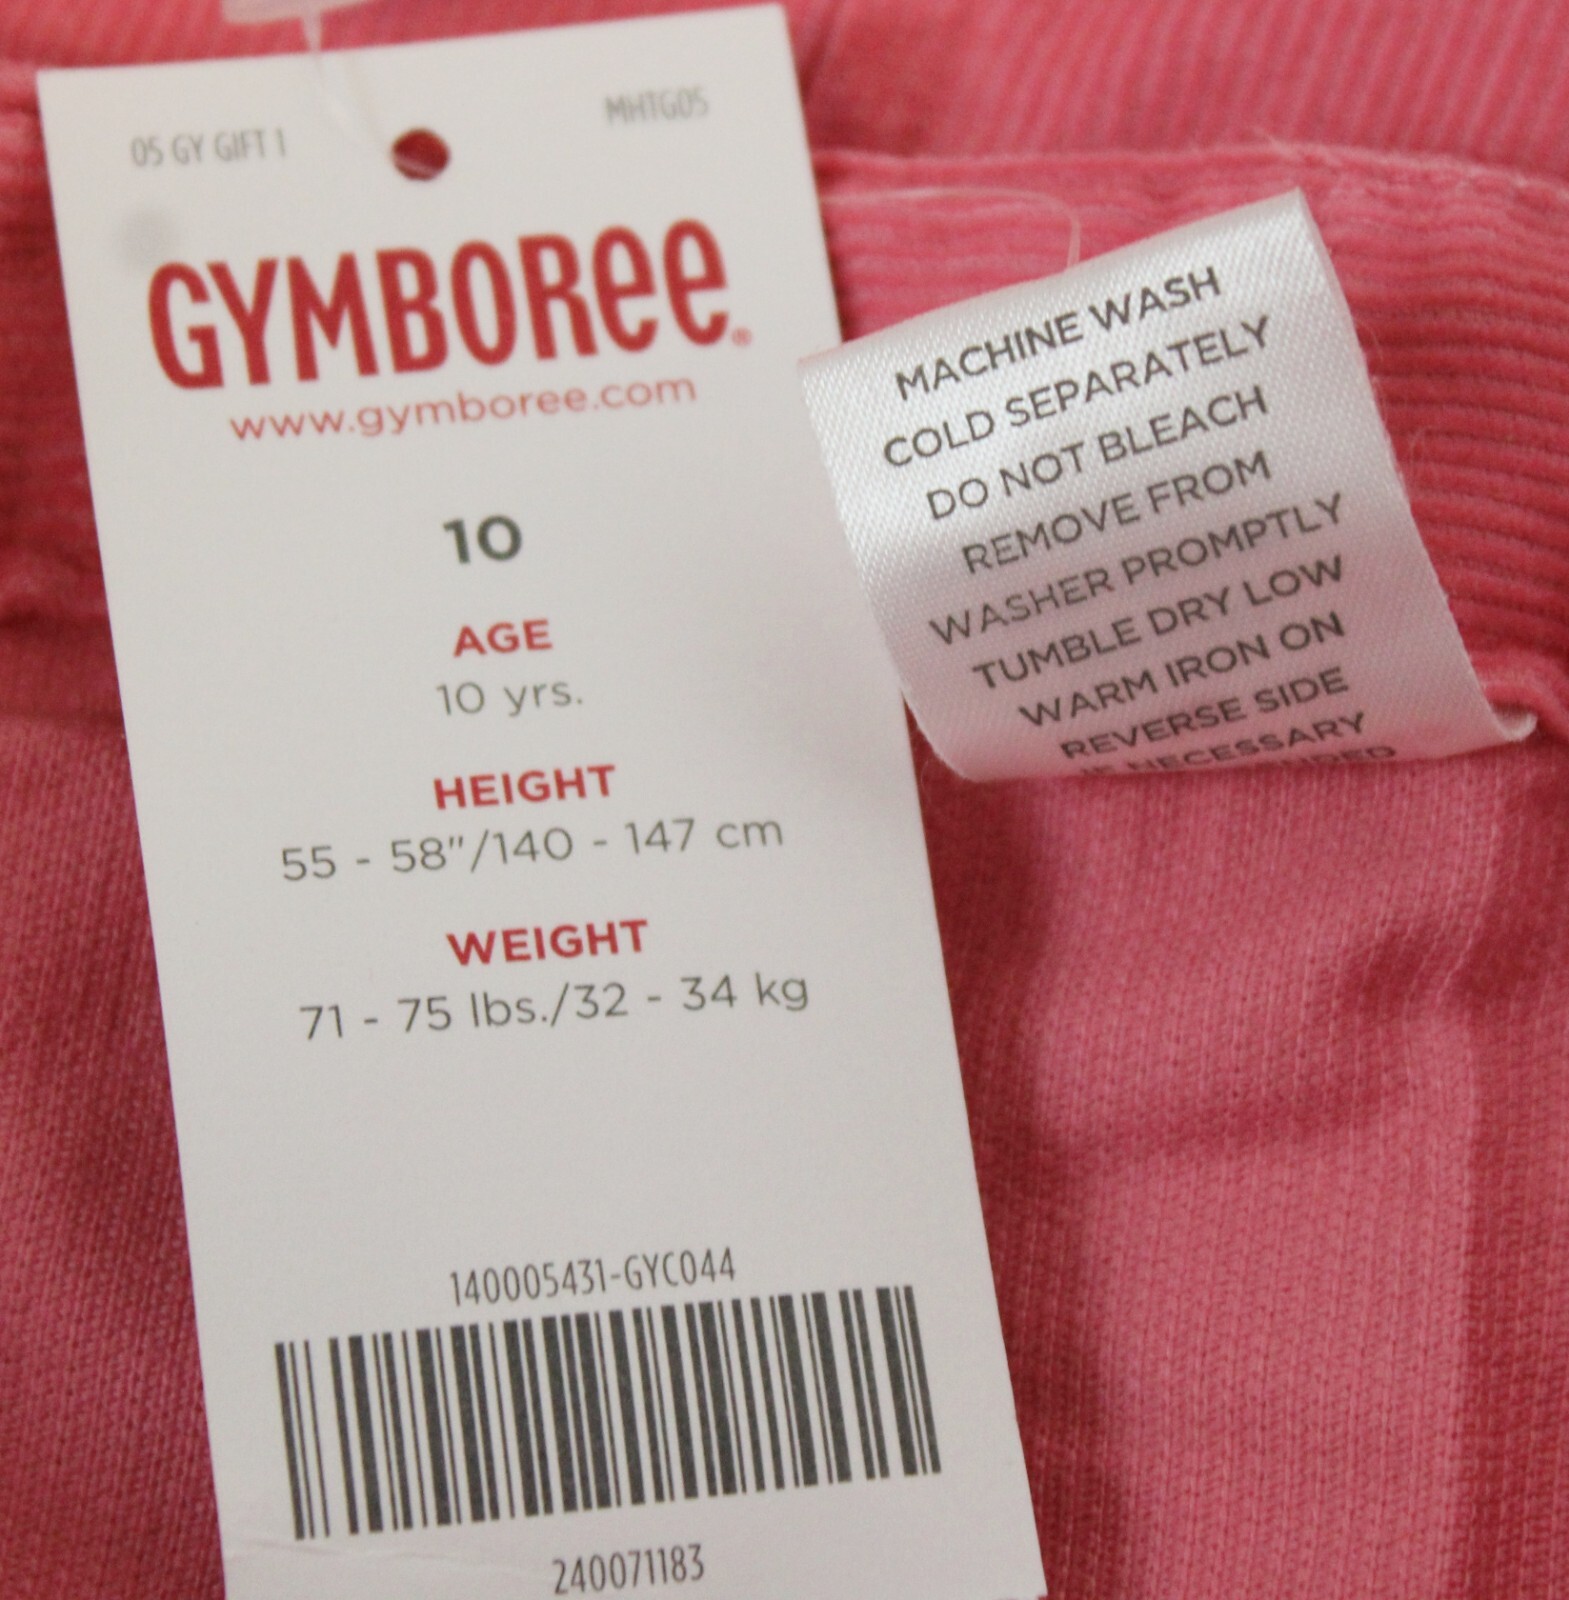 05 GY GIFT 1
MHTG05
GYMBOREE®
www.gymboree.com
10
AGE
10 yrs.
HEIGHT
55 - 58"/140 - 147 cm
WEIGHT
71 - 75 lbs./32 - 34 kg
140005431-GYC044
240071183
MACHINE WASH
COLD SEPARATELY
DO NOT BLEACH
REMOVE FROM
WASHER PROMPTLY
TUMBLE DRY LOW
WARM IRON ON
REVERSE SIDE
IF NECESSARY